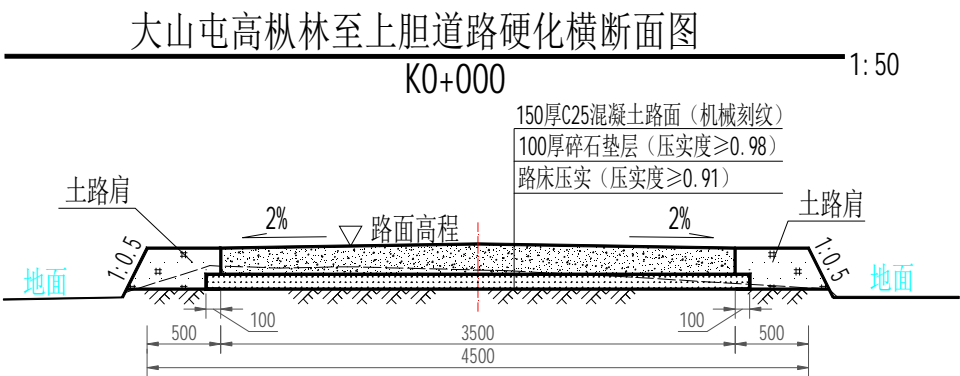 大山屯高枞林至上胆道路硬化横断面图
1:50
K0+000
150厚C25混凝土路面（机械刻纹）
100厚碎石垫层（压实度≥0.98）
路床压实（压实度≥0.91）
土路肩
土路肩
2%
路面高程
2%
1:0.5
1:0.5
地面
地面
100
100
500
3500
500
4500